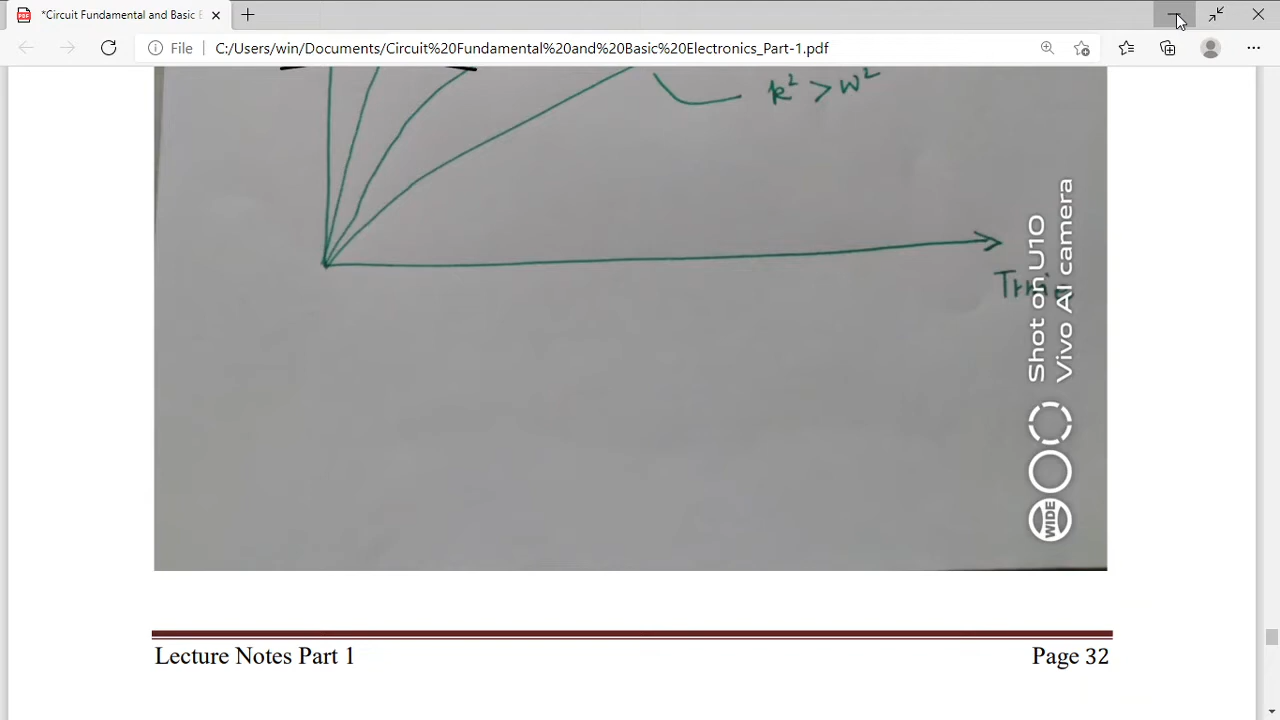 *Circuit Fundamental and Basic E
File
C:/Users/win/Documents/Circuit%20Fundamental%20and%20Basic%20Electronics_Part-1.pdf
k² > w²
Shot on U10
Vivo AI camera
WIDE
Lecture Notes Part 1
Page 32